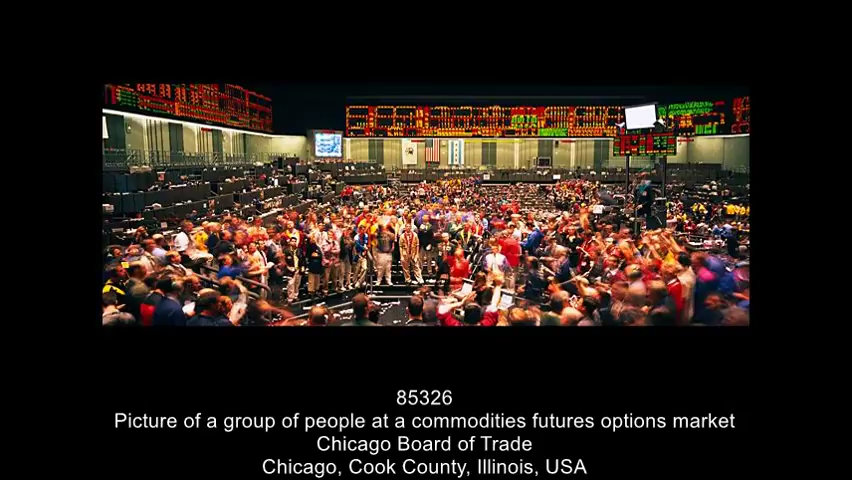 85326
Picture of a group of people at a commodities futures options market
Chicago Board of Trade
Chicago, Cook County, Illinois, USA